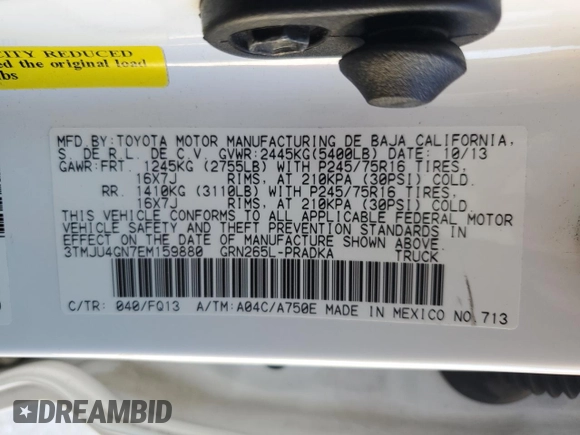 CITY REDUCED
ed the original load
lbs
MFD.BY:TOYOTA MOTOR MANUFACTURING DE BAJA CALIFORNIA,
S. DE R.L. DE C.V. GVWR:2445KG(5400LB) DATE: 10/13
GAWR:FRT. 1245KG (2755LB) WITH P245/75R16 TIRES,
16X7J RIMS, AT 210KPA (30PSI) COLD.
RR. 1410KG (3110LB) WITH P245/75R16 TIRES,
16X7J RIMS, AT 210KPA (30PSI) COLD.
THIS VEHICLE CONFORMS TO ALL APPLICABLE FEDERAL MOTOR
VEHICLE SAFETY AND THEFT PREVENTION STANDARDS IN
EFFECT ON THE DATE OF MANUFACTURE SHOWN ABOVE.
3TMJU4GN7EM159880 GRN265L-PRADKA TRUCK
C/TR: 040/FQ13 A/TM:A04C/A750E MADE IN MEXICO NO.713
DREAMBID